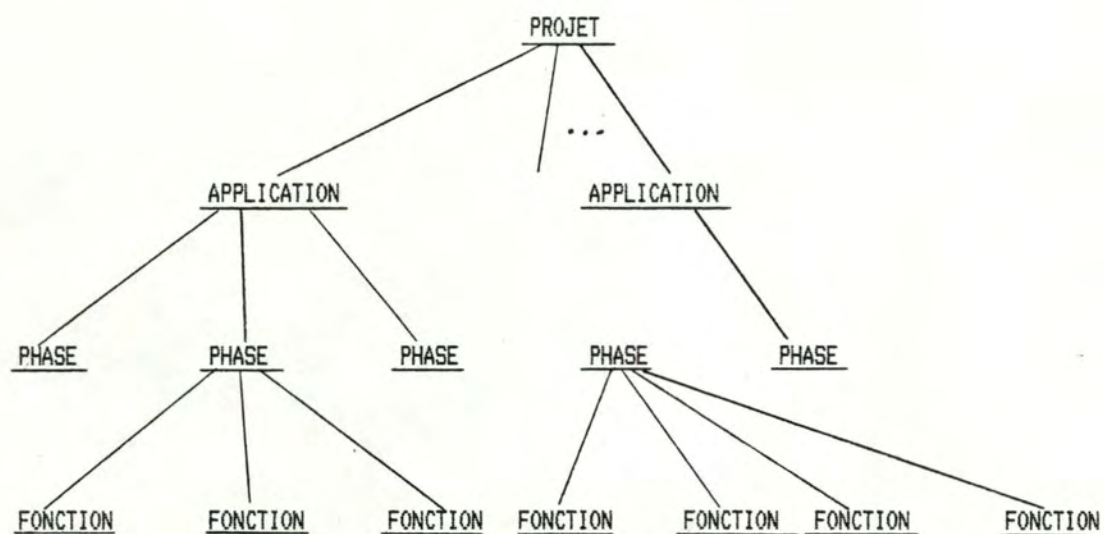 PROJET
...
APPLICATION APPLICATION
PHASE PHASE PHASE PHASE PHASE
FONCTION FONCTION FONCTION FONCTION FONCTION FONCTION FONCTION